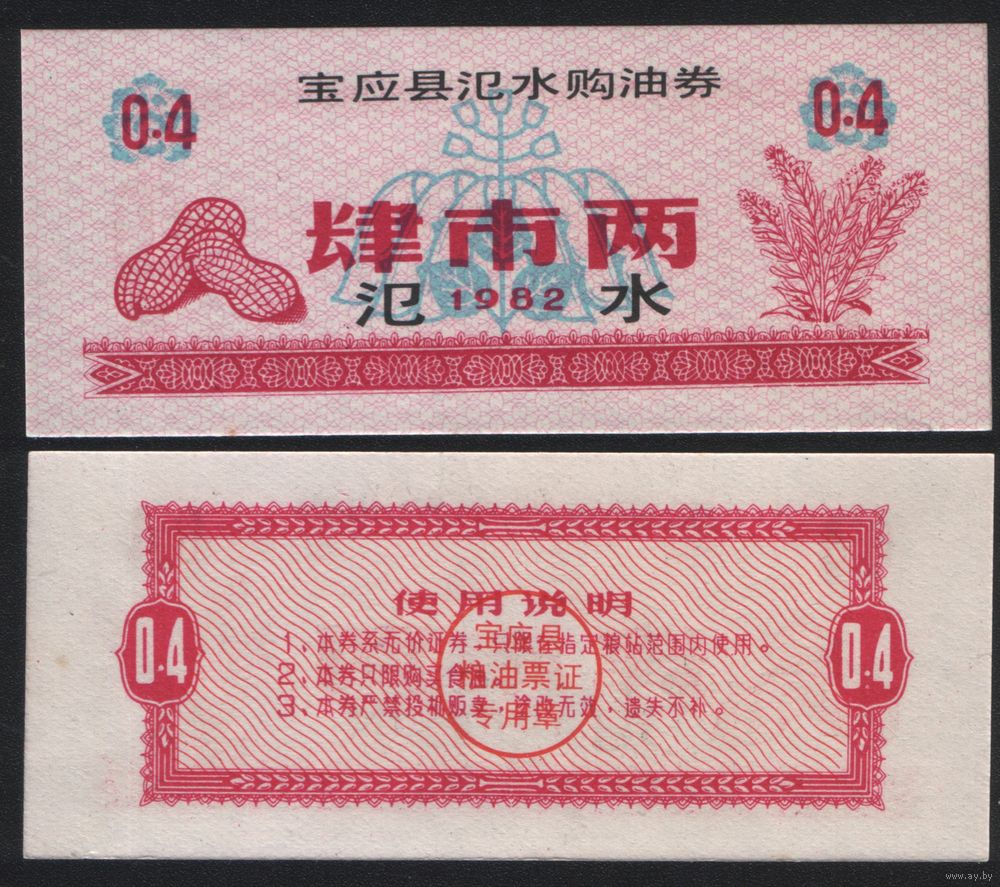 宝应县氾水购油券
0.4
0.4
肆市两
氾 1982 水
使用说明
1、本券系无价证券，只限在指定粮站范围内使用。
2、本券只限购买食油。
3、本券严禁投机贩卖，涂改无效，遗失不补。
宝应县
粮油票证
专用章
0.4
0.4
www.ay.by